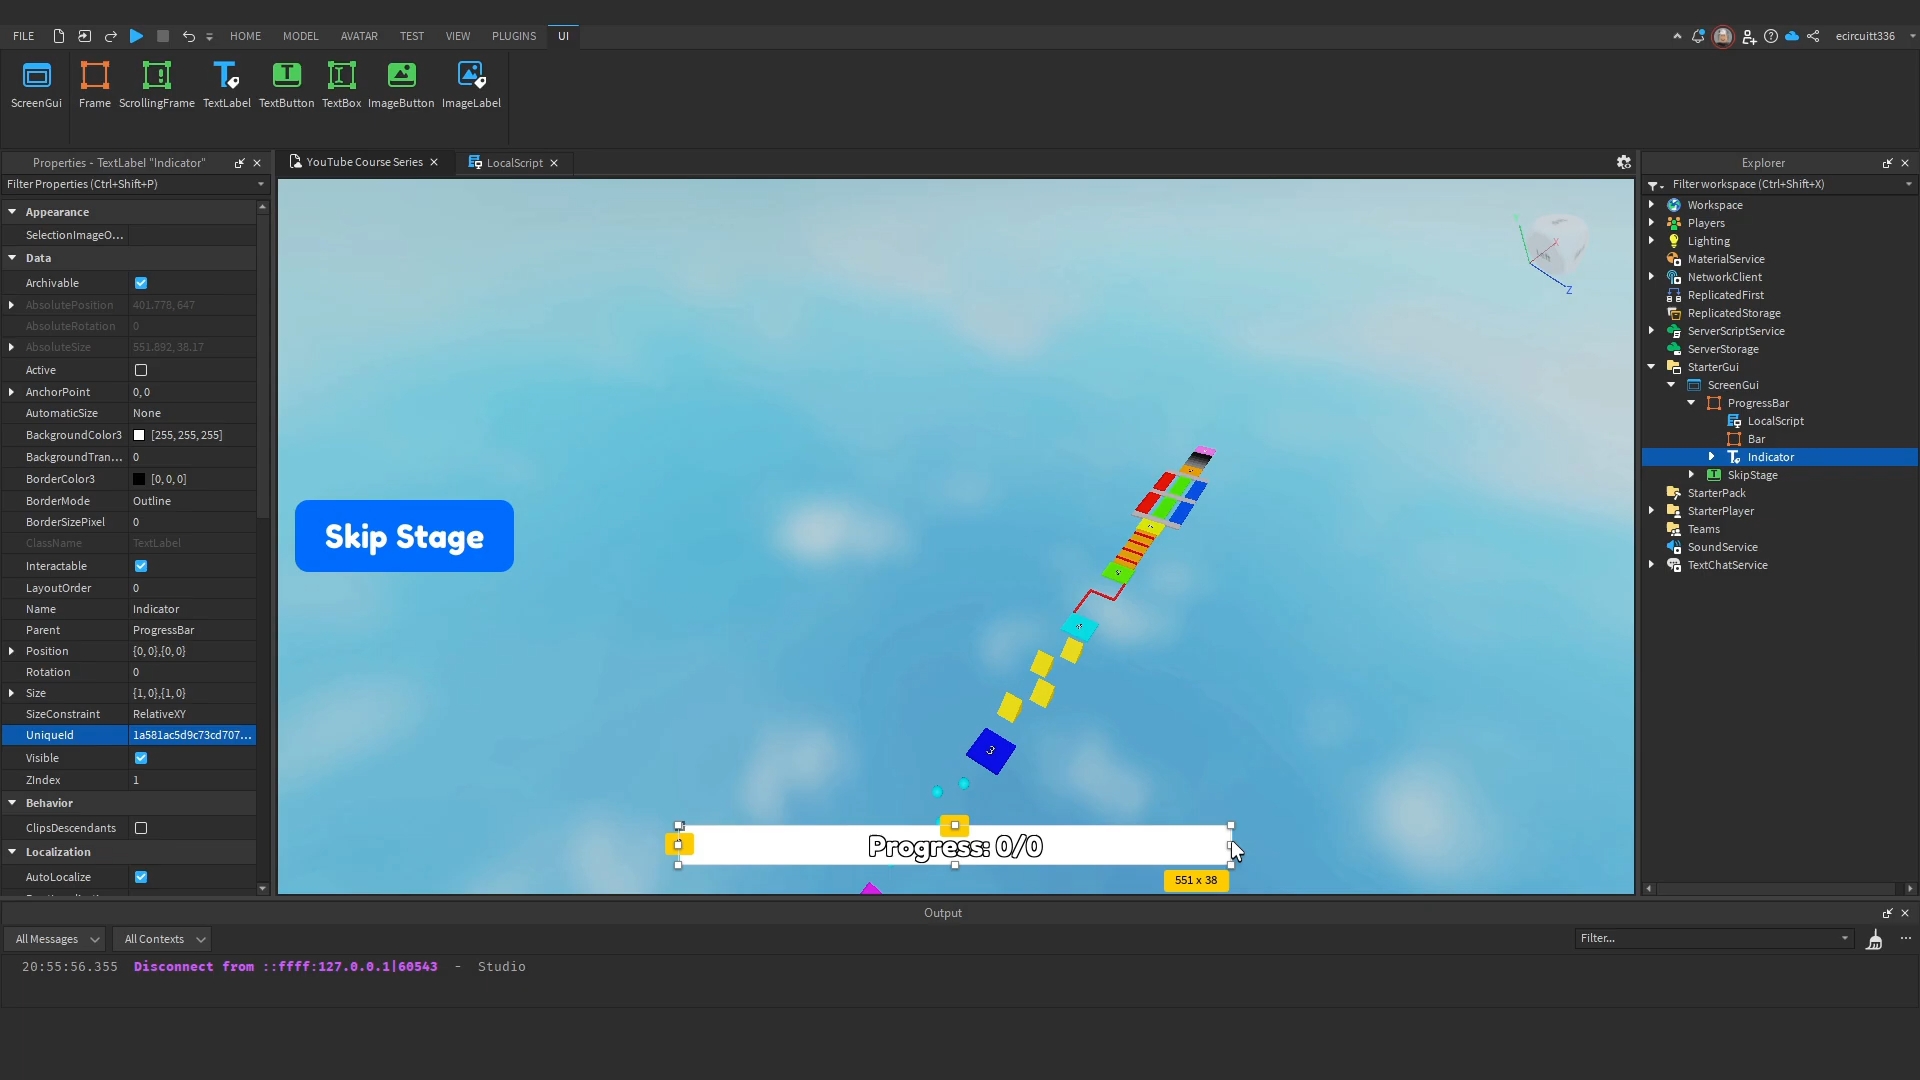 FILE HOME MODEL AVATAR TEST VIEW PLUGINS UI ecircuitt336
ScreenGui Frame ScrollingFrame TextLabel TextButton TextBox ImageButton ImageLabel
Properties - TextLabel "Indicator"
YouTube Course Series LocalScript
Explorer
Filter Properties (Ctrl+Shift+P)
Filter workspace (Ctrl+Shift+X)
Appearance
SelectionImageO...
Data
Archivable
AbsolutePosition 401.778, 647
AbsoluteRotation 0
AbsoluteSize 551.892, 38.17
Active
AnchorPoint 0, 0
AutomaticSize None
BackgroundColor3 [255, 255, 255]
BackgroundTran... 0
BorderColor3 [0, 0, 0]
BorderMode Outline
BorderSizePixel 0
ClassName TextLabel
Interactable
LayoutOrder 0
Name Indicator
Parent ProgressBar
Position {0, 0},{0, 0}
Rotation 0
Size {1, 0},{1, 0}
SizeConstraint RelativeXY
UniqueId 1a581ac5d9c73cd707...
Visible
ZIndex 1
Behavior
ClipsDescendants
Localization
AutoLocalize
X
Z
Skip Stage
3
Progress: 0/0
551 x 38
Workspace
Players
Lighting
MaterialService
NetworkClient
ReplicatedFirst
ReplicatedStorage
ServerScriptService
ServerStorage
StarterGui
ScreenGui
ProgressBar
LocalScript
Bar
Indicator
SkipStage
StarterPack
StarterPlayer
Teams
SoundService
TextChatService
Output
All Messages All Contexts Filter...
20:55:56.355 Disconnect from ::ffff:127.0.0.1|60543 - Studio